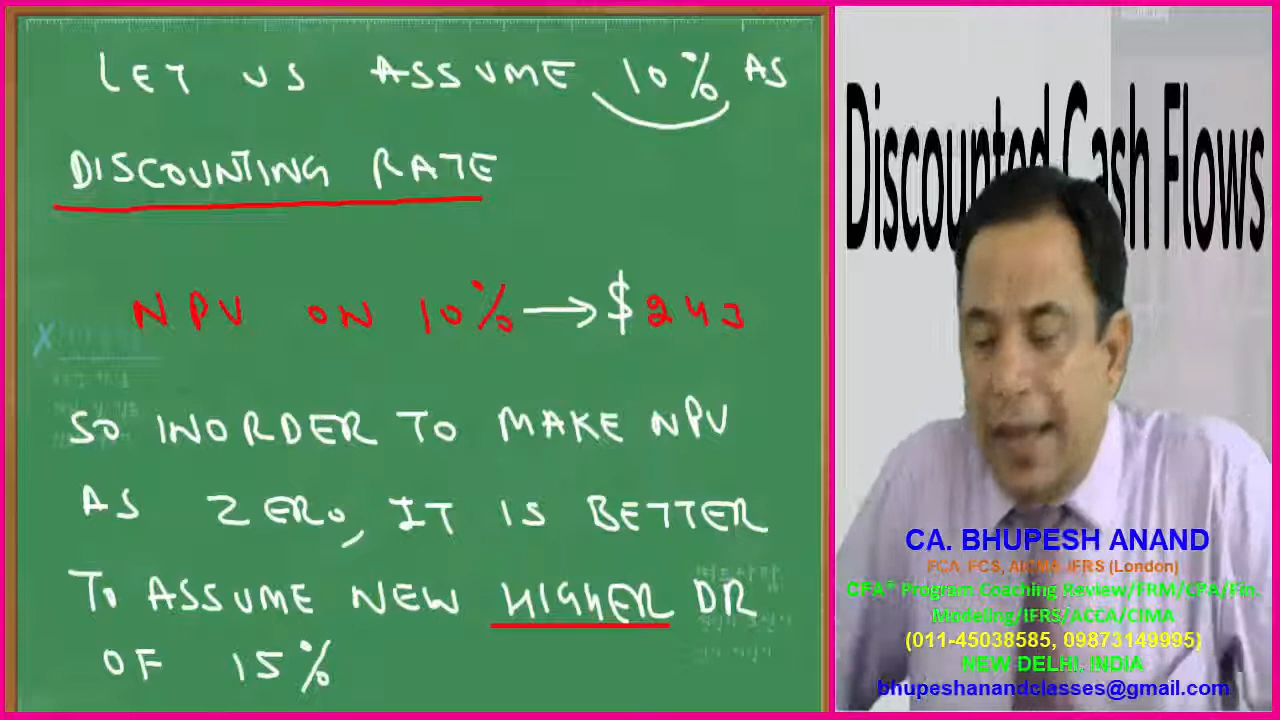 LET US ASSUME 10% AS
DISCOUNTING RATE
NPV ON 10% → $243
SO INORDER TO MAKE NPV
AS ZERO, IT IS BETTER
TO ASSUME NEW HIGHER DR
OF 15%
Discounted Cash Flows
CA. BHUPESH ANAND
FCA, FCS, AICMA, IFRS (London)
CFA® Program Coaching Review/FRM/CPA/Fin.
Modeling/IFRS/ACCA/CIMA
(011-45038585, 09873149995)
NEW DELHI, INDIA
bhupeshanandclasses@gmail.com